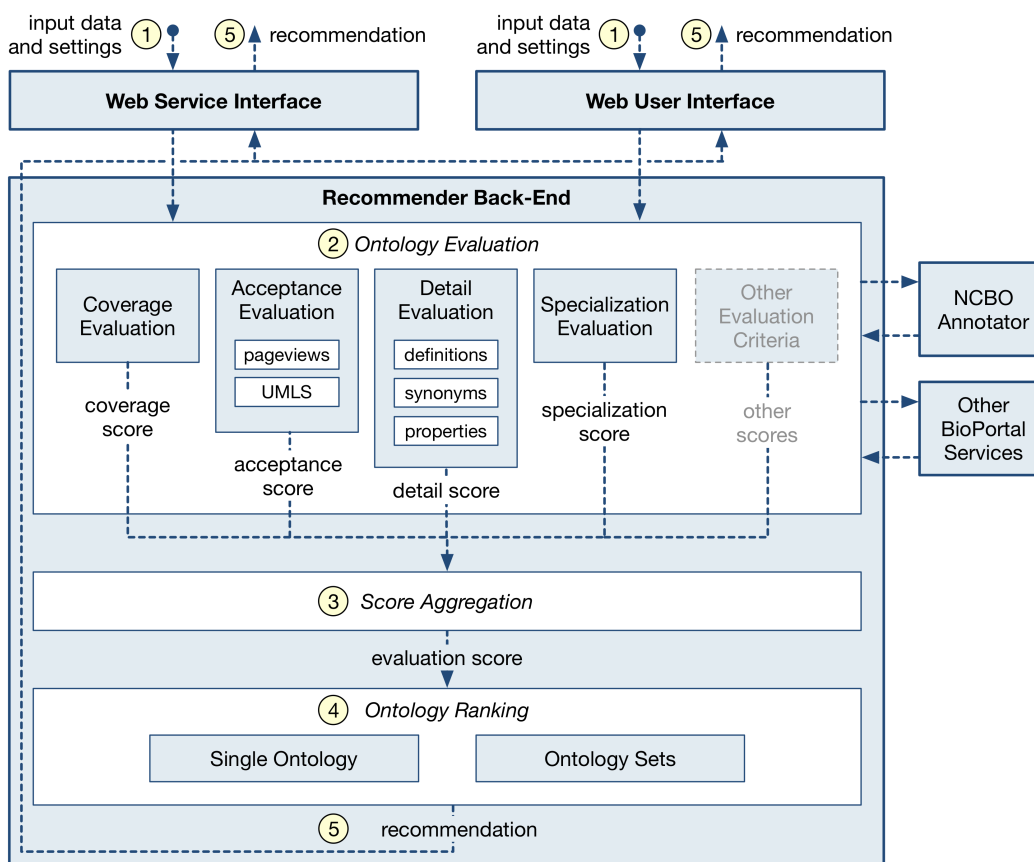 input data
and settings
1
5
recommendation
input data
and settings
1
5
recommendation
Web Service Interface
Web User Interface
Recommender Back-End
2 Ontology Evaluation
Coverage
Evaluation
Acceptance
Evaluation
pageviews
UMLS
Detail
Evaluation
definitions
synonyms
properties
Specialization
Evaluation
Other
Evaluation
Criteria
NCBO
Annotator
Other
BioPortal
Services
coverage
score
acceptance
score
detail score
specialization
score
other
scores
3 Score Aggregation
evaluation score
4 Ontology Ranking
Single Ontology
Ontology Sets
5 recommendation